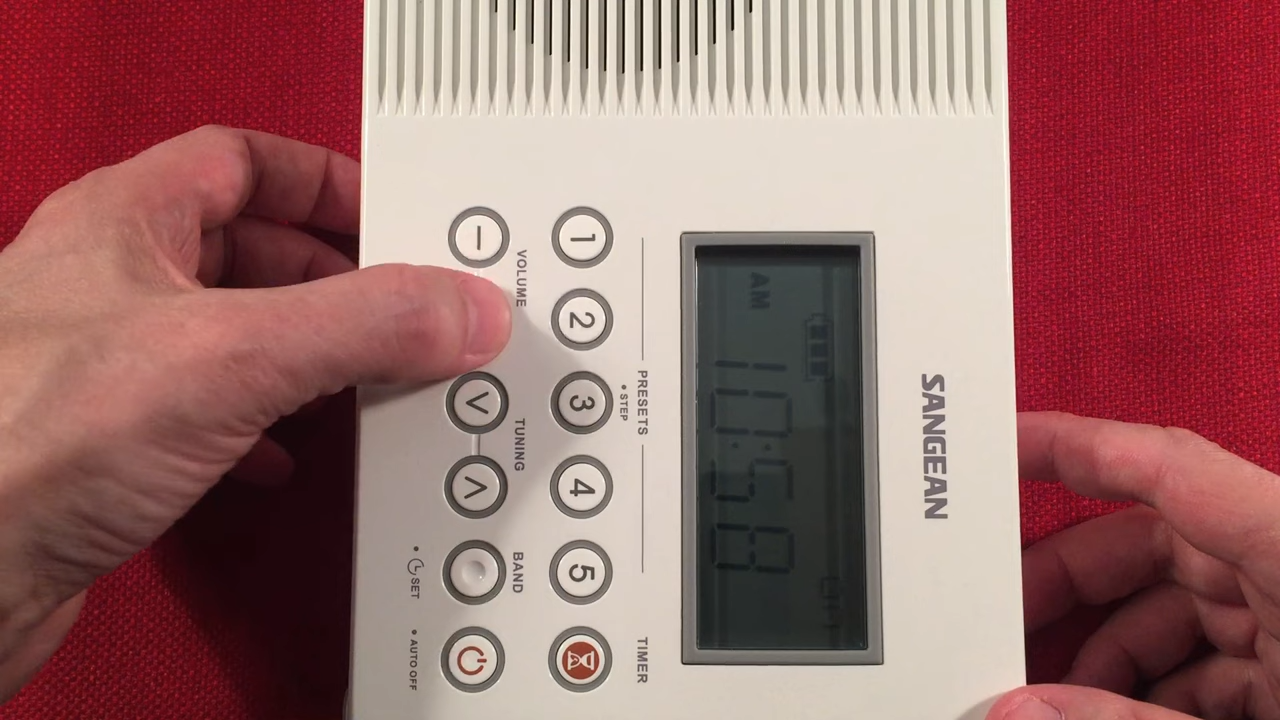 SANGEAN
AM
10:58
PRESETS
• STEP
TIMER
1
2
3
4
5
VOLUME
TUNING
BAND
−
• SET
• AUTO OFF